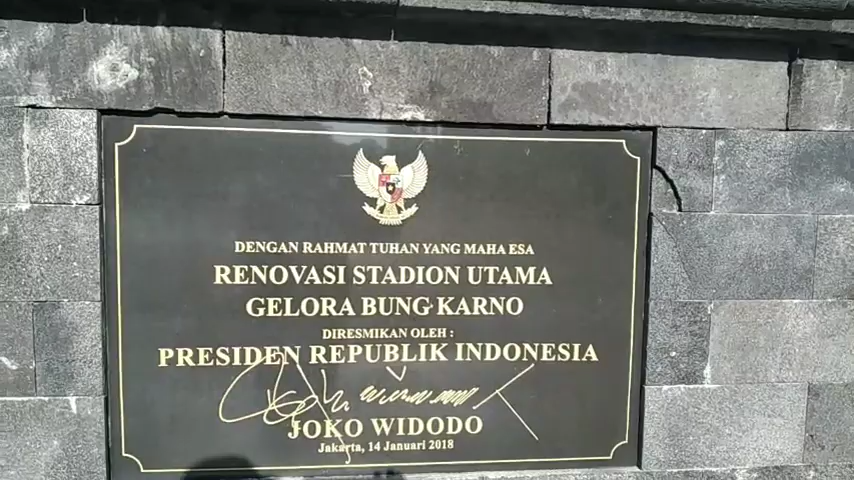 DENGAN RAHMAT TUHAN YANG MAHA ESA
RENOVASI STADION UTAMA
GELORA BUNG KARNO
DIRESMIKAN OLEH :
PRESIDEN REPUBLIK INDONESIA
JOKO WIDODO
Jakarta, 14 Januari 2018